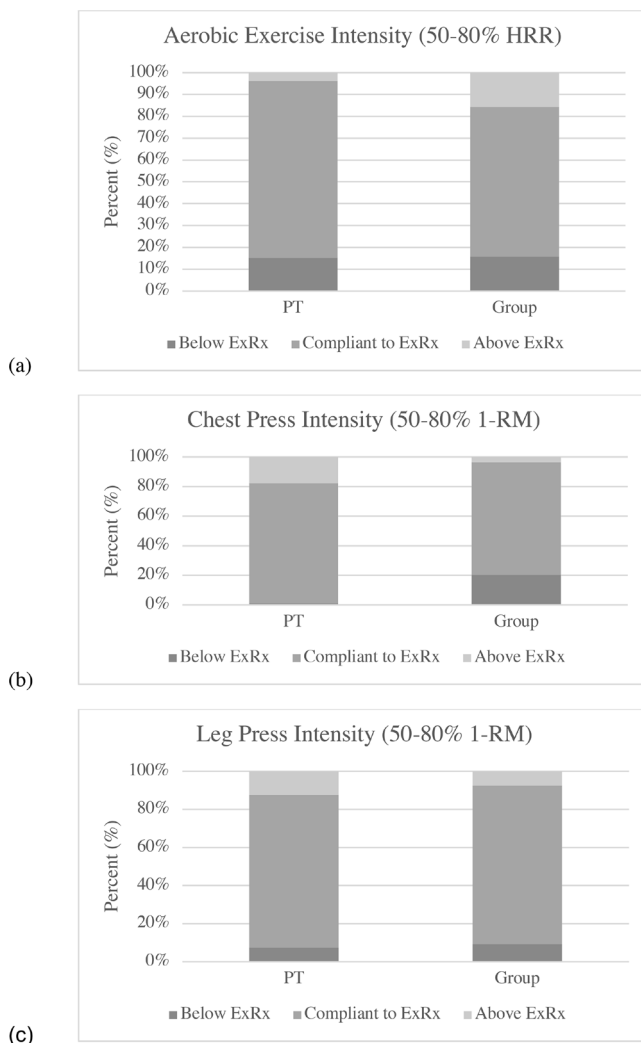 Aerobic Exercise Intensity (50-80% HRR)
100%
90%
80%
70%
60%
50%
40%
30%
20%
10%
0%
Percent (%)
PT Group
Below ExRx Compliant to ExRx Above ExRx
(a)
Chest Press Intensity (50-80% 1-RM)
100%
80%
60%
40%
20%
0%
Percent (%)
PT Group
Below ExRx Compliant to ExRx Above ExRx
(b)
Leg Press Intensity (50-80% 1-RM)
100%
80%
60%
40%
20%
0%
Percent (%)
PT Group
Below ExRx Compliant to ExRx Above ExRx
(c)